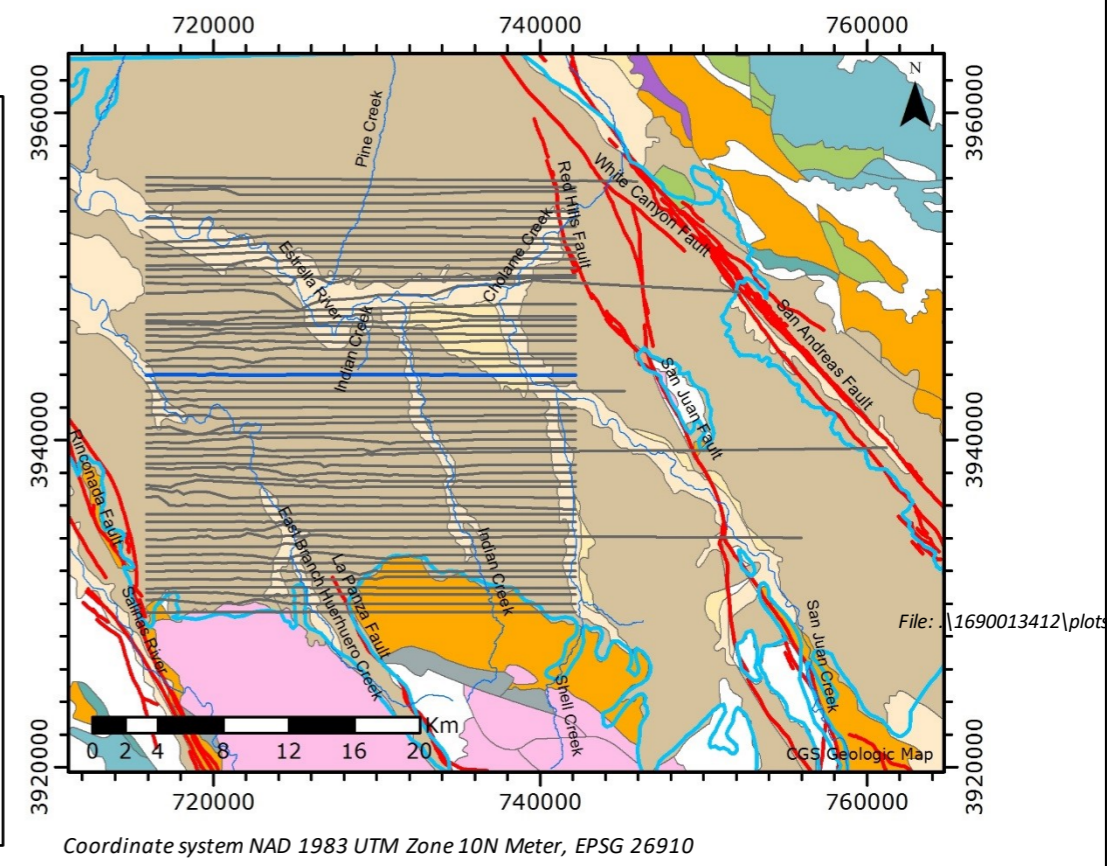 720000
740000
760000
3960000
3940000
3920000
3960000
3940000
3920000
N
Pine Creek
White Canyon Fault
Red Hills Fault
Cholame Creek
Estrella River
Indian Creek
San Andreas Fault
San Juan Fault
Rinconada Fault
East Branch Huerhuero Creek
La Panza Fault
Indian Creek
Salinas River
San Juan Creek
Shell Creek
File: .\1690013412\plots
Km
0 2 4 8 12 16 20
CGS Geologic Map
720000
740000
760000
Coordinate system NAD 1983 UTM Zone 10N Meter, EPSG 26910